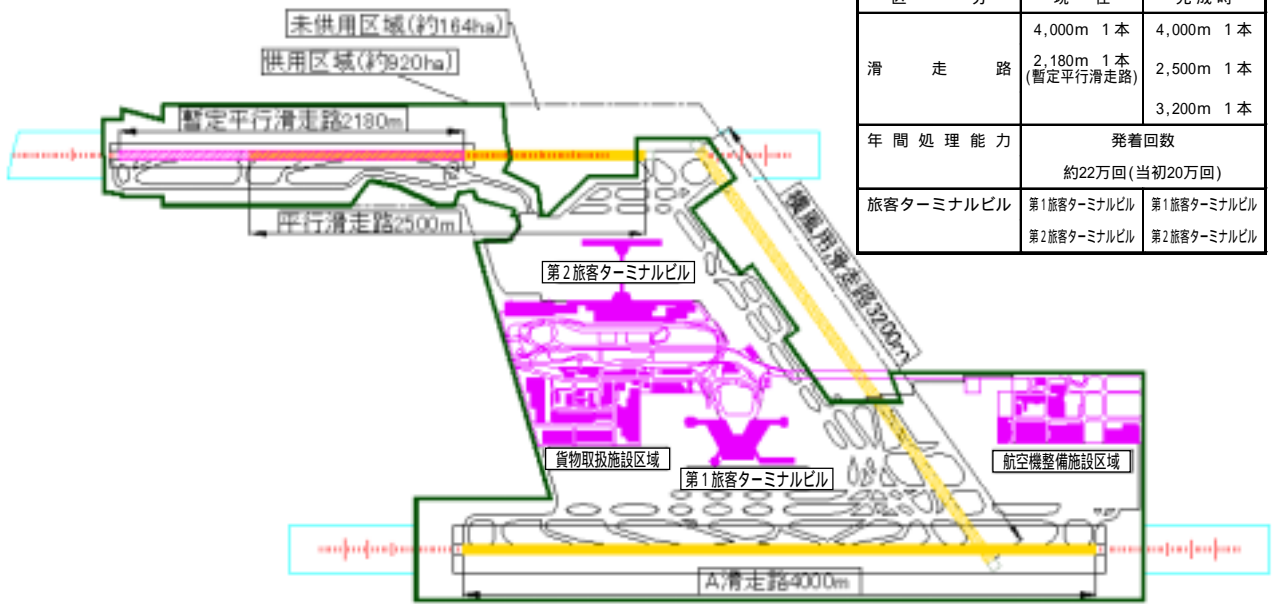 未供用区域(約164ha)
供用区域(約920ha)
暫定平行滑走路2180m
平行滑走路2500m
横風用滑走路3200m
第2旅客ターミナルビル
貨物取扱施設区域
第1旅客ターミナルビル
航空機整備施設区域
A滑走路4000m
区 分 現 在 完成時
滑 走 路
4,000m 1本 4,000m 1本
2,180m 1本 2,500m 1本
(暫定平行滑走路)
3,200m 1本
年間処理能力 発着回数
約22万回(当初20万回)
旅客ターミナルビル 第1旅客ターミナルビル 第1旅客ターミナルビル
第2旅客ターミナルビル 第2旅客ターミナルビル